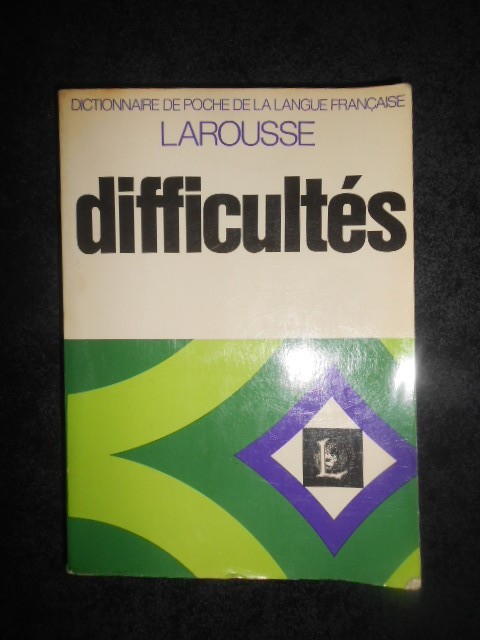 DICTIONNAIRE DE POCHE DE LA LANGUE FRANÇAISE
LAROUSSE
difficultés
L